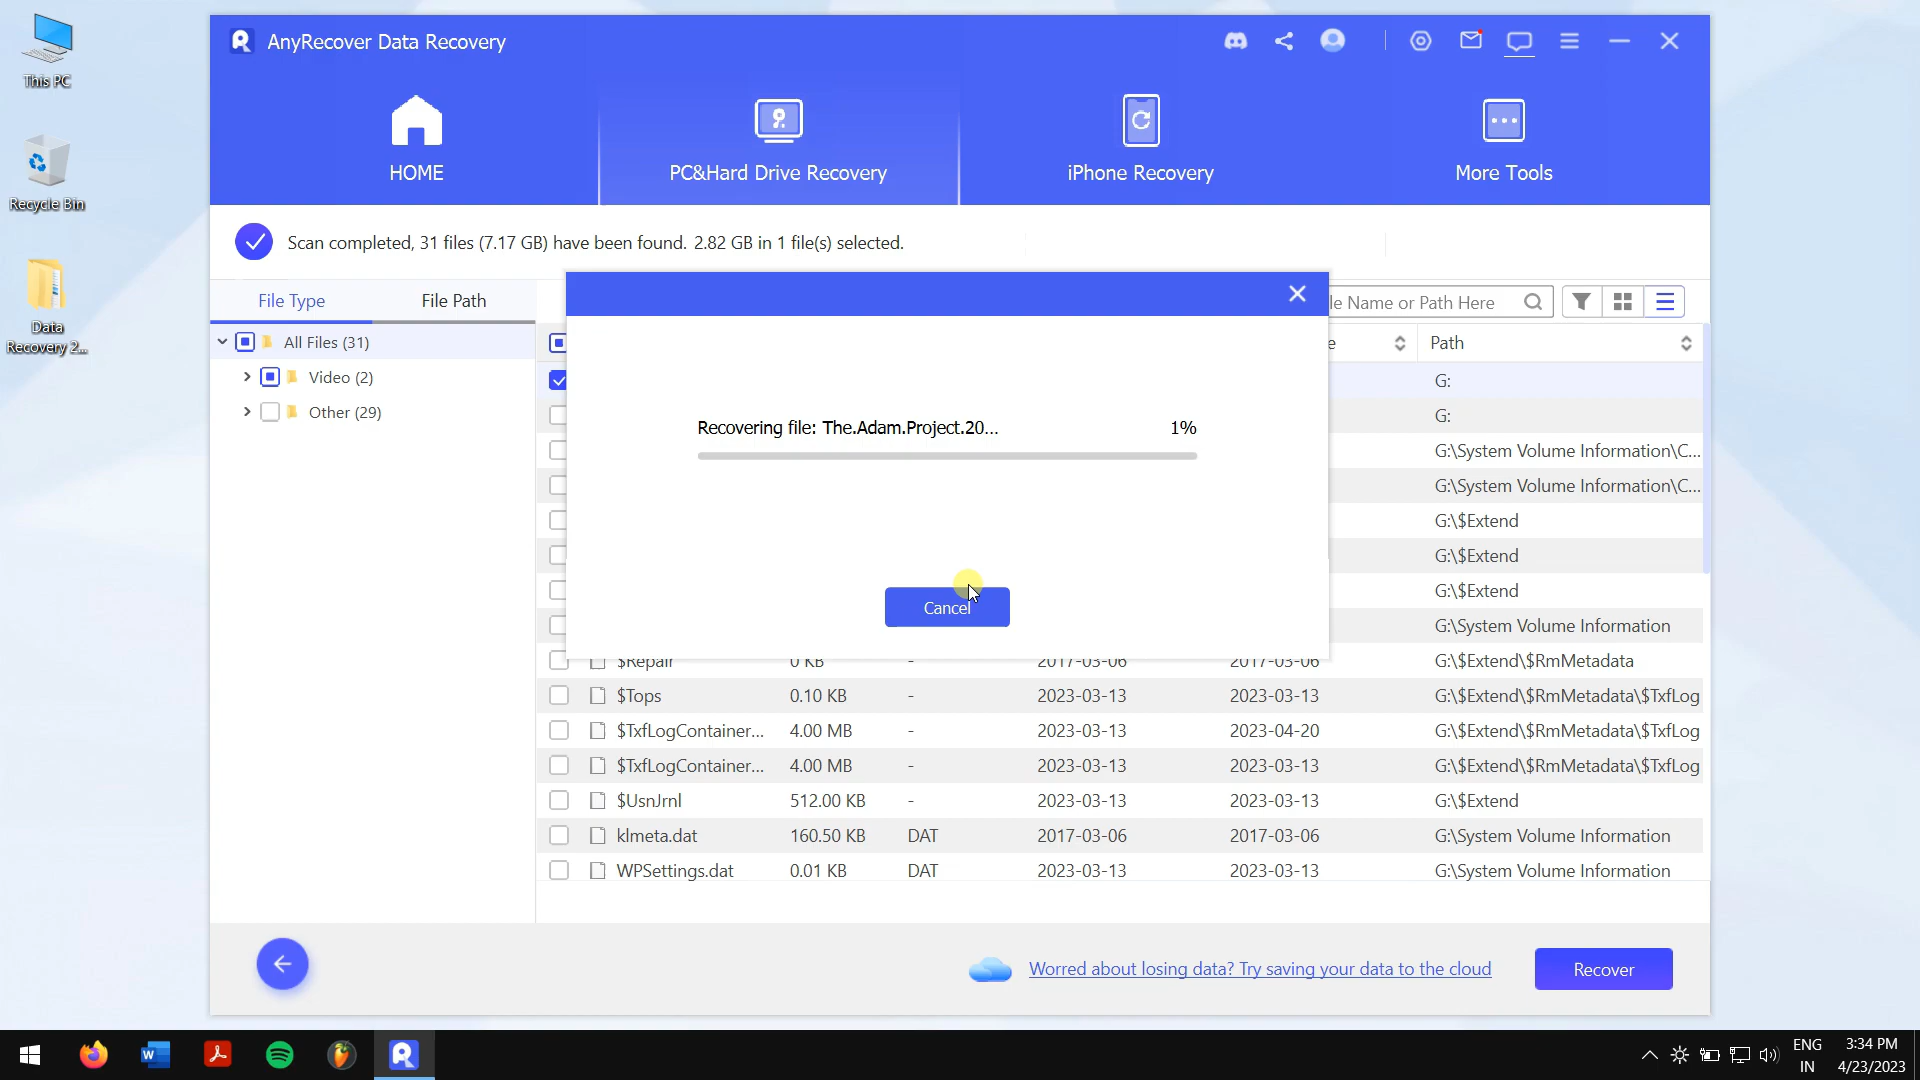 This PC
Recycle Bin
Data
Recovery 2...
AnyRecover Data Recovery
HOME
PC&Hard Drive Recovery
iPhone Recovery
More Tools
Scan completed, 31 files (7.17 GB) have been found. 2.82 GB in 1 file(s) selected.
File Type
File Path
le Name or Path Here
All Files (31)
Video (2)
Other (29)
e
Path
G:
G:
G:\System Volume Information\C...
G:\System Volume Information\C...
G:\$Extend
G:\$Extend
G:\$Extend
G:\System Volume Information
Recovering file: The.Adam.Project.20... 1%
Cancel
$Repair 0 KB - 2017-03-06 2017-03-06 G:\$Extend\$RmMetadata
$Tops 0.10 KB - 2023-03-13 2023-03-13 G:\$Extend\$RmMetadata\$TxfLog
$TxfLogContainer... 4.00 MB - 2023-03-13 2023-04-20 G:\$Extend\$RmMetadata\$TxfLog
$TxfLogContainer... 4.00 MB - 2023-03-13 2023-03-13 G:\$Extend\$RmMetadata\$TxfLog
$UsnJrnl 512.00 KB - 2023-03-13 2023-03-13 G:\$Extend
klmeta.dat 160.50 KB DAT 2017-03-06 2017-03-06 G:\System Volume Information
WPSettings.dat 0.01 KB DAT 2023-03-13 2023-03-13 G:\System Volume Information
Worred about losing data? Try saving your data to the cloud
Recover
ENG
IN
3:34 PM
4/23/2023